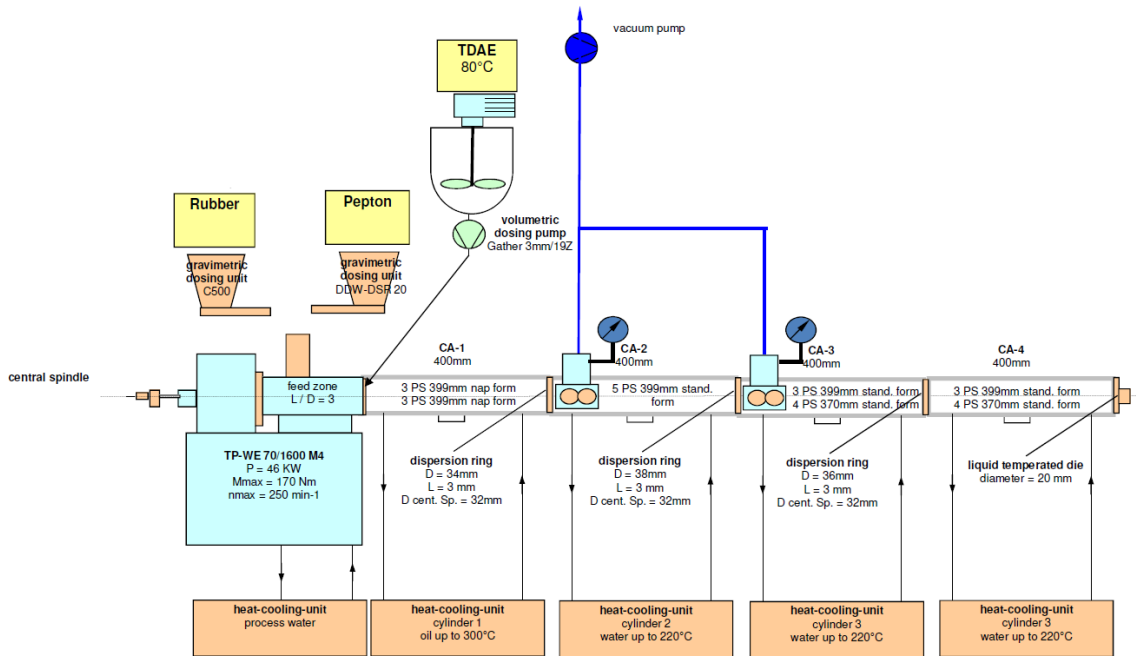 vacuum pump
TDAE
80°C
volumetric
dosing pump
Gather 3mm/19Z
Rubber
Pepton
gravimetric
dosing unit
C500
gravimetric
dosing unit
DDW-DSR 20
central spindle
feed zone
L / D = 3
CA-1
400mm
3 PS 399mm nap form
3 PS 399mm nap form
CA-2
400mm
5 PS 399mm stand.
form
CA-3
400mm
3 PS 399mm stand. form
4 PS 370mm stand. form
CA-4
400mm
3 PS 399mm stand. form
4 PS 370mm stand. form
TP-WE 70/1600 M4
P = 46 KW
Mmax = 170 Nm
nmax = 250 min-1
dispersion ring
D = 34mm
L = 3 mm
D cent. Sp. = 32mm
dispersion ring
D = 38mm
L = 3 mm
D cent. Sp. = 32mm
dispersion ring
D = 36mm
L = 3 mm
D cent. Sp. = 32mm
liquid temperated die
diameter = 20 mm
heat-cooling-unit
process water
heat-cooling-unit
cylinder 1
oil up to 300°C
heat-cooling-unit
cylinder 2
water up to 220°C
heat-cooling-unit
cylinder 3
water up to 220°C
heat-cooling-unit
cylinder 3
water up to 220°C